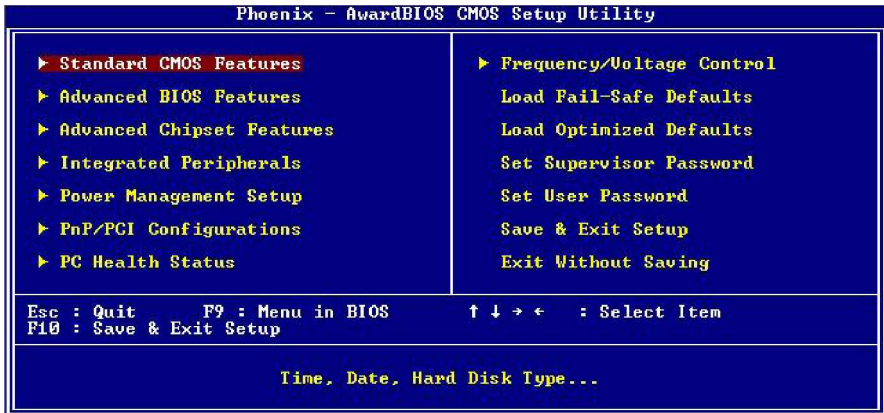 Phoenix - AwardBIOS CMOS Setup Utility
▶ Standard CMOS Features
▶ Advanced BIOS Features
▶ Advanced Chipset Features
▶ Integrated Peripherals
▶ Power Management Setup
▶ PnP/PCI Configurations
▶ PC Health Status
▶ Frequency/Voltage Control
Load Fail-Safe Defaults
Load Optimized Defaults
Set Supervisor Password
Set User Password
Save & Exit Setup
Exit Without Saving
Esc : Quit F9 : Menu in BIOS ↑ ↓ → ← : Select Item
F10 : Save & Exit Setup
Time, Date, Hard Disk Type...